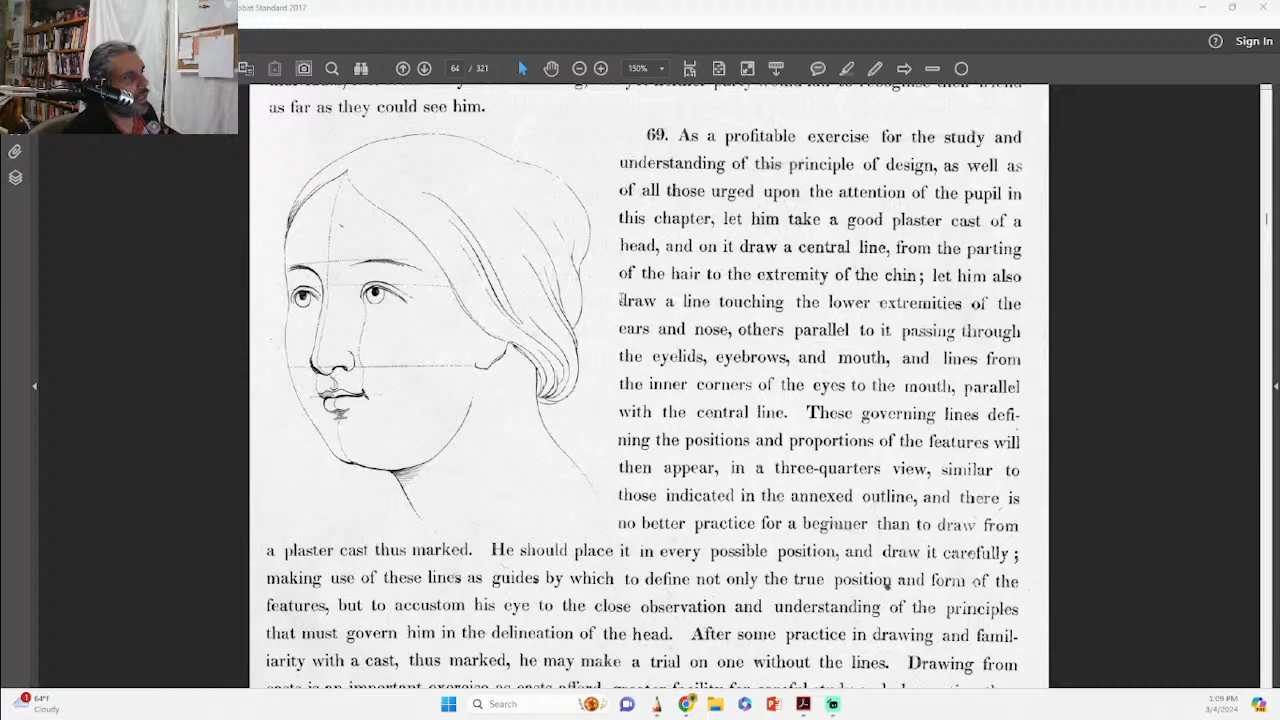 obat Standard 2017
Sign In
64 / 321
150%
as far as they could see him.
69. As a profitable exercise for the study and
understanding of this principle of design, as well as
of all those urged upon the attention of the pupil in
this chapter, let him take a good plaster cast of a
head, and on it draw a central line, from the parting
of the hair to the extremity of the chin; let him also
draw a line touching the lower extremities of the
ears and nose, others parallel to it passing through
the eyelids, eyebrows, and mouth, and lines from
the inner corners of the eyes to the mouth, parallel
with the central line. These governing lines defi-
ning the positions and proportions of the features will
then appear, in a three-quarters view, similar to
those indicated in the annexed outline, and there is
no better practice for a beginner than to draw from
a plaster cast thus marked. He should place it in every possible position, and draw it carefully;
making use of these lines as guides by which to define not only the true position and form of the
features, but to accustom his eye to the close observation and understanding of the principles
that must govern him in the delineation of the head. After some practice in drawing and famil-
iarity with a cast, thus marked, he may make a trial on one without the lines. Drawing from
1
64°F
Cloudy
Search
1:09 PM
3/4/2024